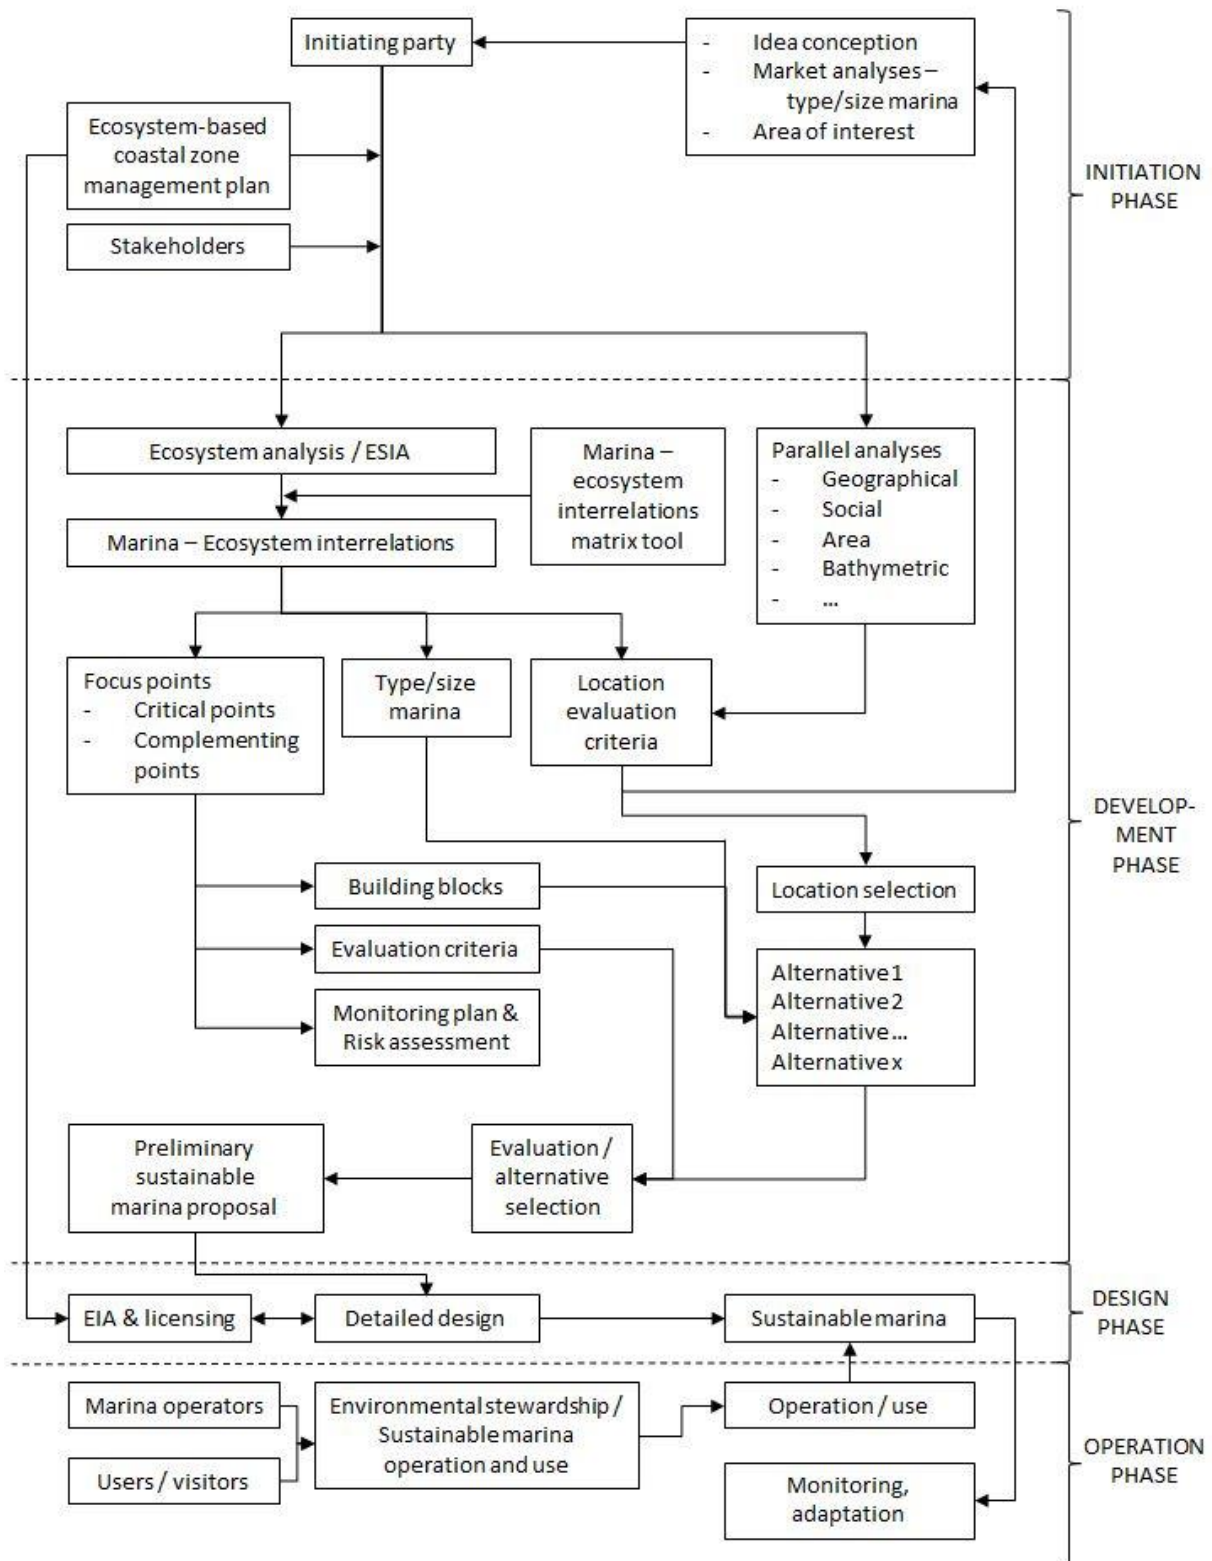 Initiating party
- Idea conception
- Market analyses –
type/size marina
- Area of interest
Ecosystem-based
coastal zone
management plan
Stakeholders
INITIATION
PHASE
Ecosystem analysis / ESIA
Marina –
ecosystem
interrelations
matrix tool
Parallel analyses
- Geographical
- Social
- Area
- Bathymetric
- ...
Marina – Ecosystem interrelations
Focus points
- Critical points
- Complementing
points
Type/size
marina
Location
evaluation
criteria
DEVELOP-
MENT
PHASE
Building blocks
Location selection
Evaluation criteria
Monitoring plan &
Risk assessment
Alternative 1
Alternative 2
Alternative ...
Alternative x
Preliminary
sustainable
marina proposal
Evaluation /
alternative
selection
EIA & licensing
Detailed design
Sustainable marina
DESIGN
PHASE
Marina operators
Users / visitors
Environmental stewardship /
Sustainable marina
operation and use
Operation / use
Monitoring,
adaptation
OPERATION
PHASE